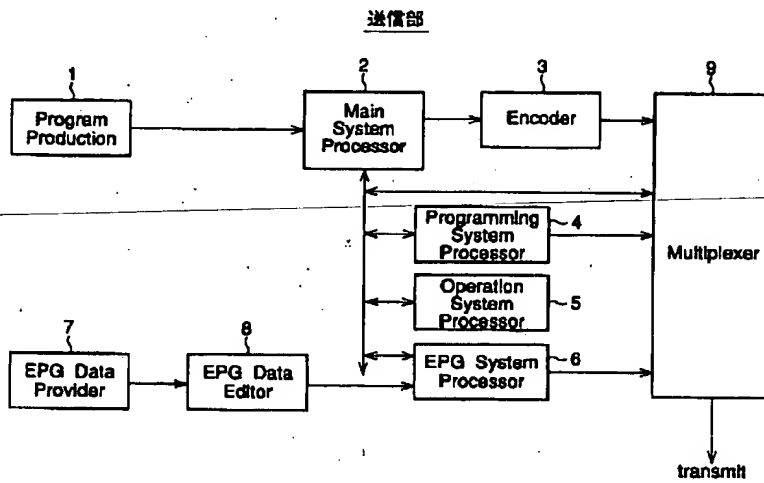 送信部
1
Program
Production
2
Main
System
Processor
3
Encoder
9
Multiplexer
Programming
System
Processor
4
Operation
System
Processor
5
7
EPG Data
Provider
8
EPG Data
Editor
EPG System
Processor
6
transmit